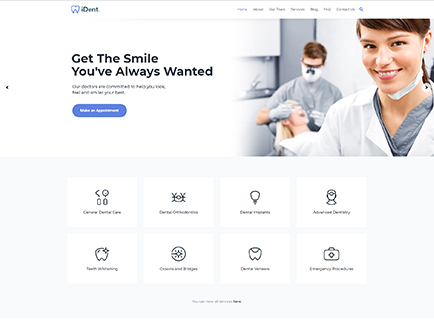 iDent.
Home About Our Team Services Blog FAQ Contact Us
Get The Smile
You've Always Wanted
Our doctors are committed to help you look,
feel and smile your best.
Make an Appointment
General Dental Care
Dental Orthodontics
Dental Implants
Advanced Dentistry
Teeth Whitening
Crowns and Bridges
Dental Veneers
Emergency Procedures
You can view all services here.